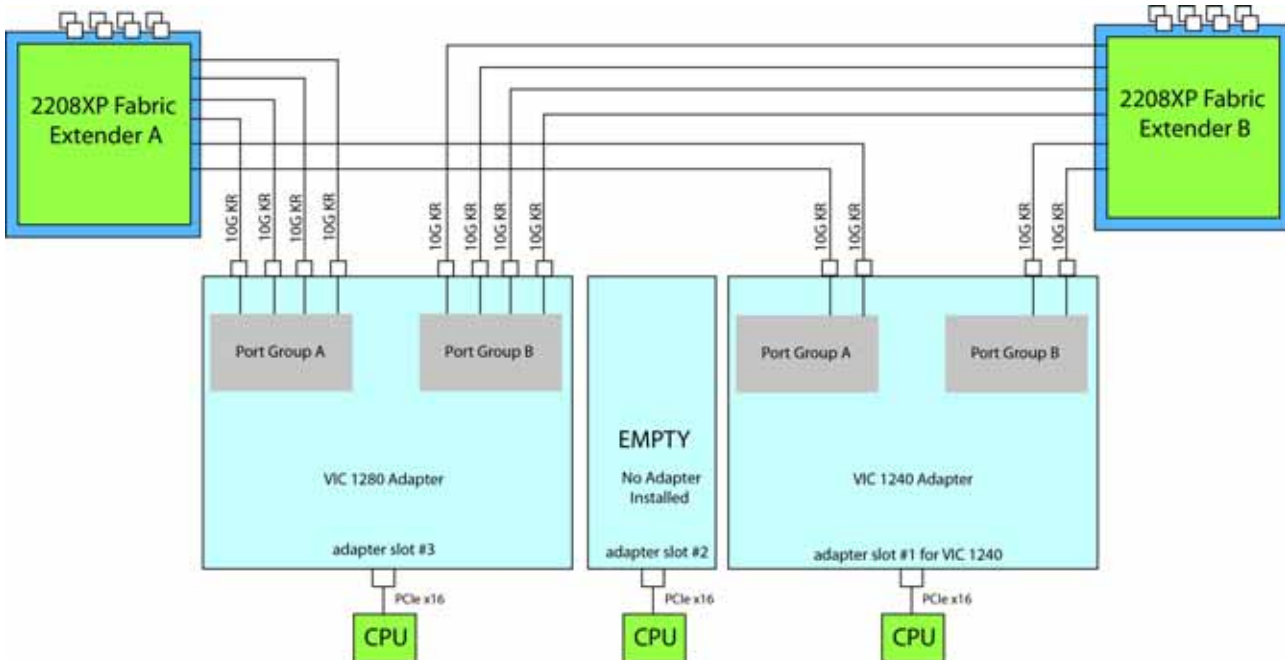 2208XP Fabric
Extender A
2208XP Fabric
Extender B
10G KR
10G KR
10G KR
10G KR
10G KR
10G KR
10G KR
10G KR
10G KR
10G KR
10G KR
10G KR
Port Group A
Port Group B
Port Group A
Port Group B
EMPTY
No Adapter
Installed
VIC 1280 Adapter
VIC 1240 Adapter
adapter slot #3
adapter slot #2
adapter slot #1 for VIC 1240
PCIe x16
PCIe x16
PCIe x16
CPU
CPU
CPU